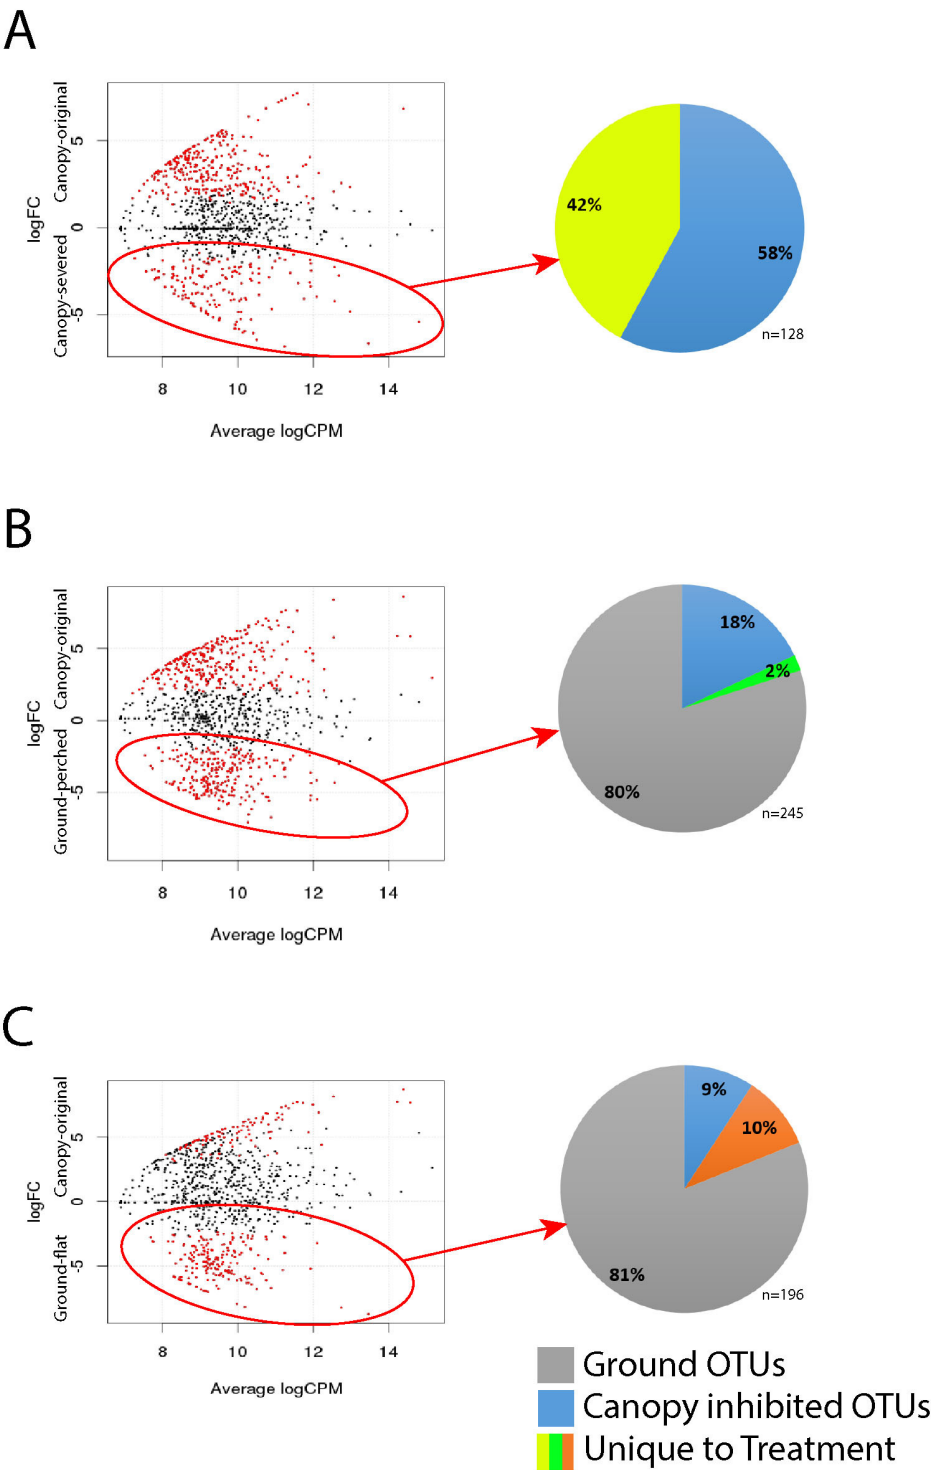 A
Canopy-original
logFC
Canopy-severed
5
0
-5
8 10 12 14
Average logCPM
42%
58%
n=128
B
Canopy-original
logFC
Ground-perched
5
0
-5
8 10 12 14
Average logCPM
18%
2%
80%
n=245
C
Canopy-original
logFC
Ground-flat
5
0
-5
8 10 12 14
Average logCPM
9%
10%
81%
n=196
Ground OTUs
Canopy inhibited OTUs
Unique to Treatment